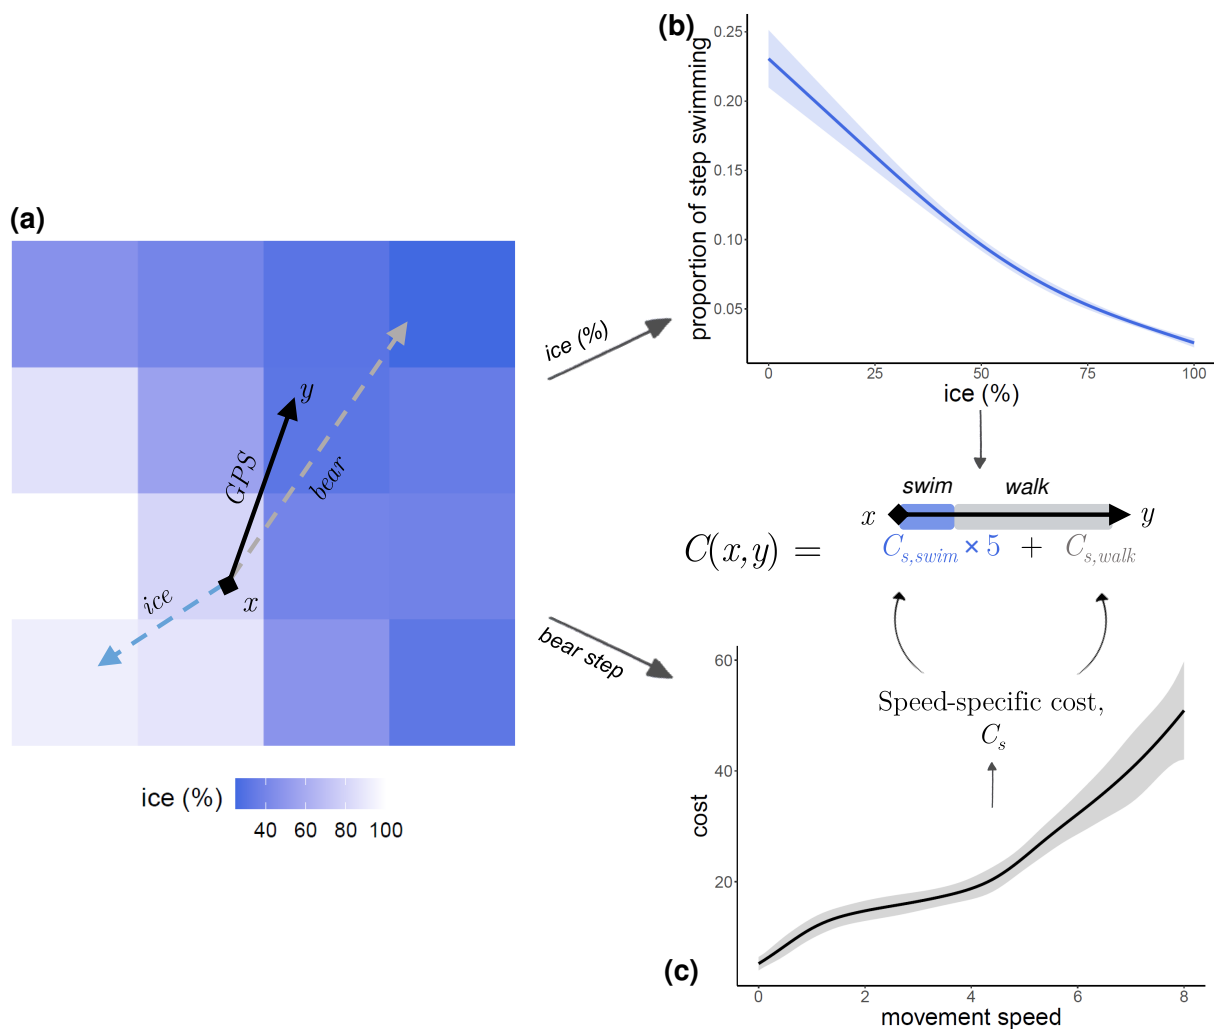 (a)
GPS
y
bear
ice
x
ice (%)
40 60 80 100
ice (%)
bear step
(b)
proportion of step swimming
0.25
0.20
0.15
0.10
0.05
0 25 50 75 100
ice (%)
swim walk
x y
C(x,y) = C_{s,swim} × 5 + C_{s,walk}
Speed-specific cost,
C_s
(c)
cost
60
40
20
0 2 4 6 8
movement speed